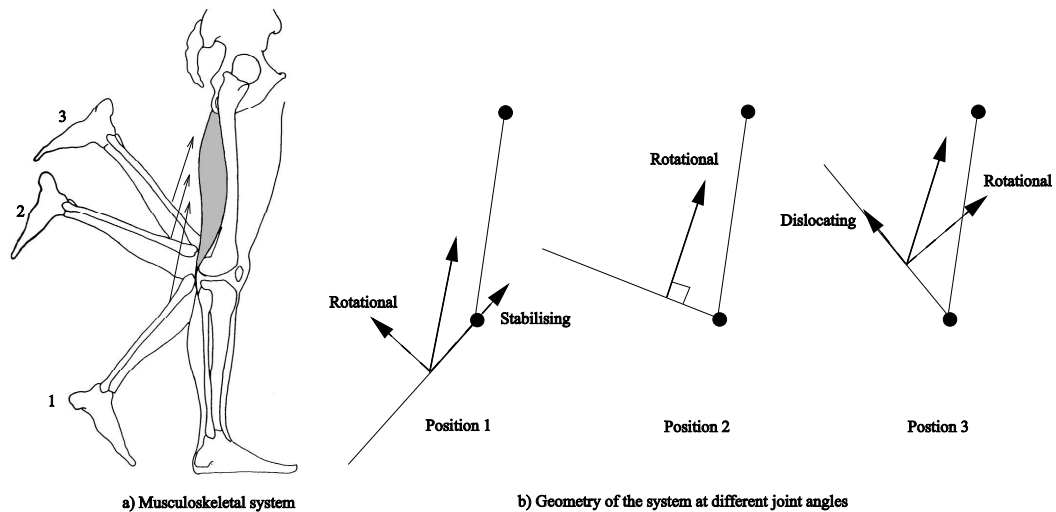 3
2
1
Rotational
Stabilising
Position 1
Rotational
Position 2
Dislocating
Rotational
Postion 3
a) Musculoskeletal system
b) Geometry of the system at different joint angles